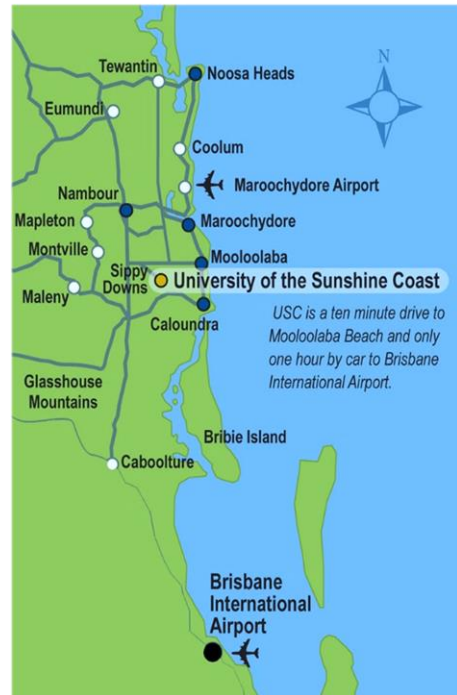 Tewantin
N
Noosa Heads
Eumundi
Coolum
Maroochydore Airport
Nambour
Mapleton
Maroochydore
Montville
Mooloolaba
Sippy
Downs
University of the Sunshine Coast
Maleny
Caloundra
USC is a ten minute drive to
Mooloolaba Beach and only
one hour by car to Brisbane
International Airport.
Glasshouse
Mountains
Bribie Island
Caboolture
Brisbane
International
Airport